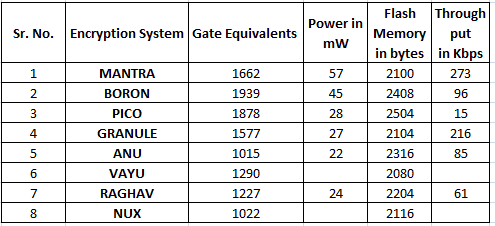 Sr. No. Encryption System Gate Equivalents Power in mW Flash Memory in bytes Through put in Kbps
1 MANTRA 1662 57 2100 273
2 BORON 1939 45 2408 96
3 PICO 1878 28 2504 15
4 GRANULE 1577 27 2104 216
5 ANU 1015 22 2316 85
6 VAYU 1290 2080
7 RAGHAV 1227 24 2204 61
8 NUX 1022 2116